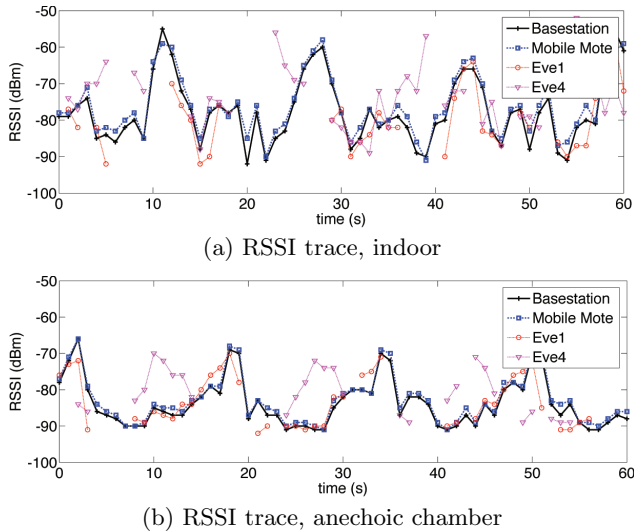 -50
-60
-70
-80
-90
-100
RSSI (dBm)
Basestation
Mobile Mote
Eve1
Eve4
0 10 20 30 40 50 60
time (s)
(a) RSSI trace, indoor
-50
-60
-70
-80
-90
-100
RSSI (dBm)
Basestation
Mobile Mote
Eve1
Eve4
0 10 20 30 40 50 60
time (s)
(b) RSSI trace, anechoic chamber